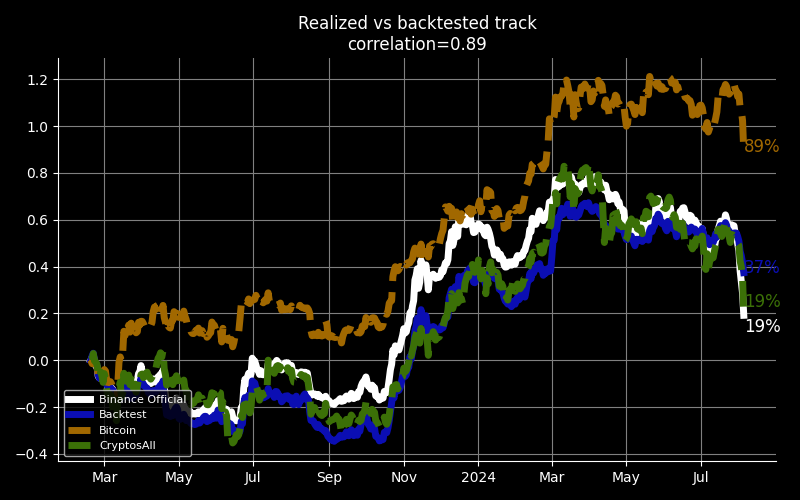 Realized vs backtested track
correlation=0.89
1.2
1.0
0.8
0.6
0.4
0.2
0.0
−0.2
−0.4
89%
37%
19%
19%
Binance Official
Backtest
Bitcoin
CryptosAll
Mar
May
Jul
Sep
Nov
2024
Mar
May
Jul